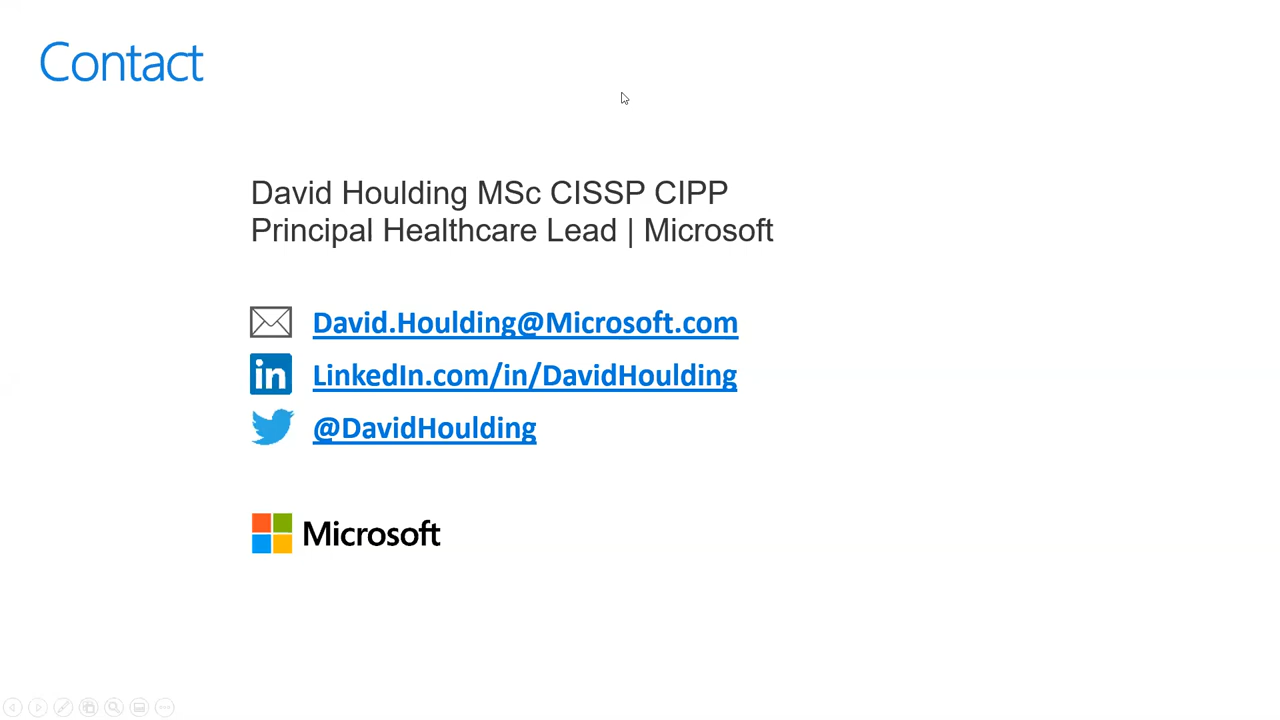 Contact
David Houlding MSc CISSP CIPP
Principal Healthcare Lead | Microsoft
David.Houlding@Microsoft.com
in LinkedIn.com/in/DavidHoulding
@DavidHoulding
Microsoft